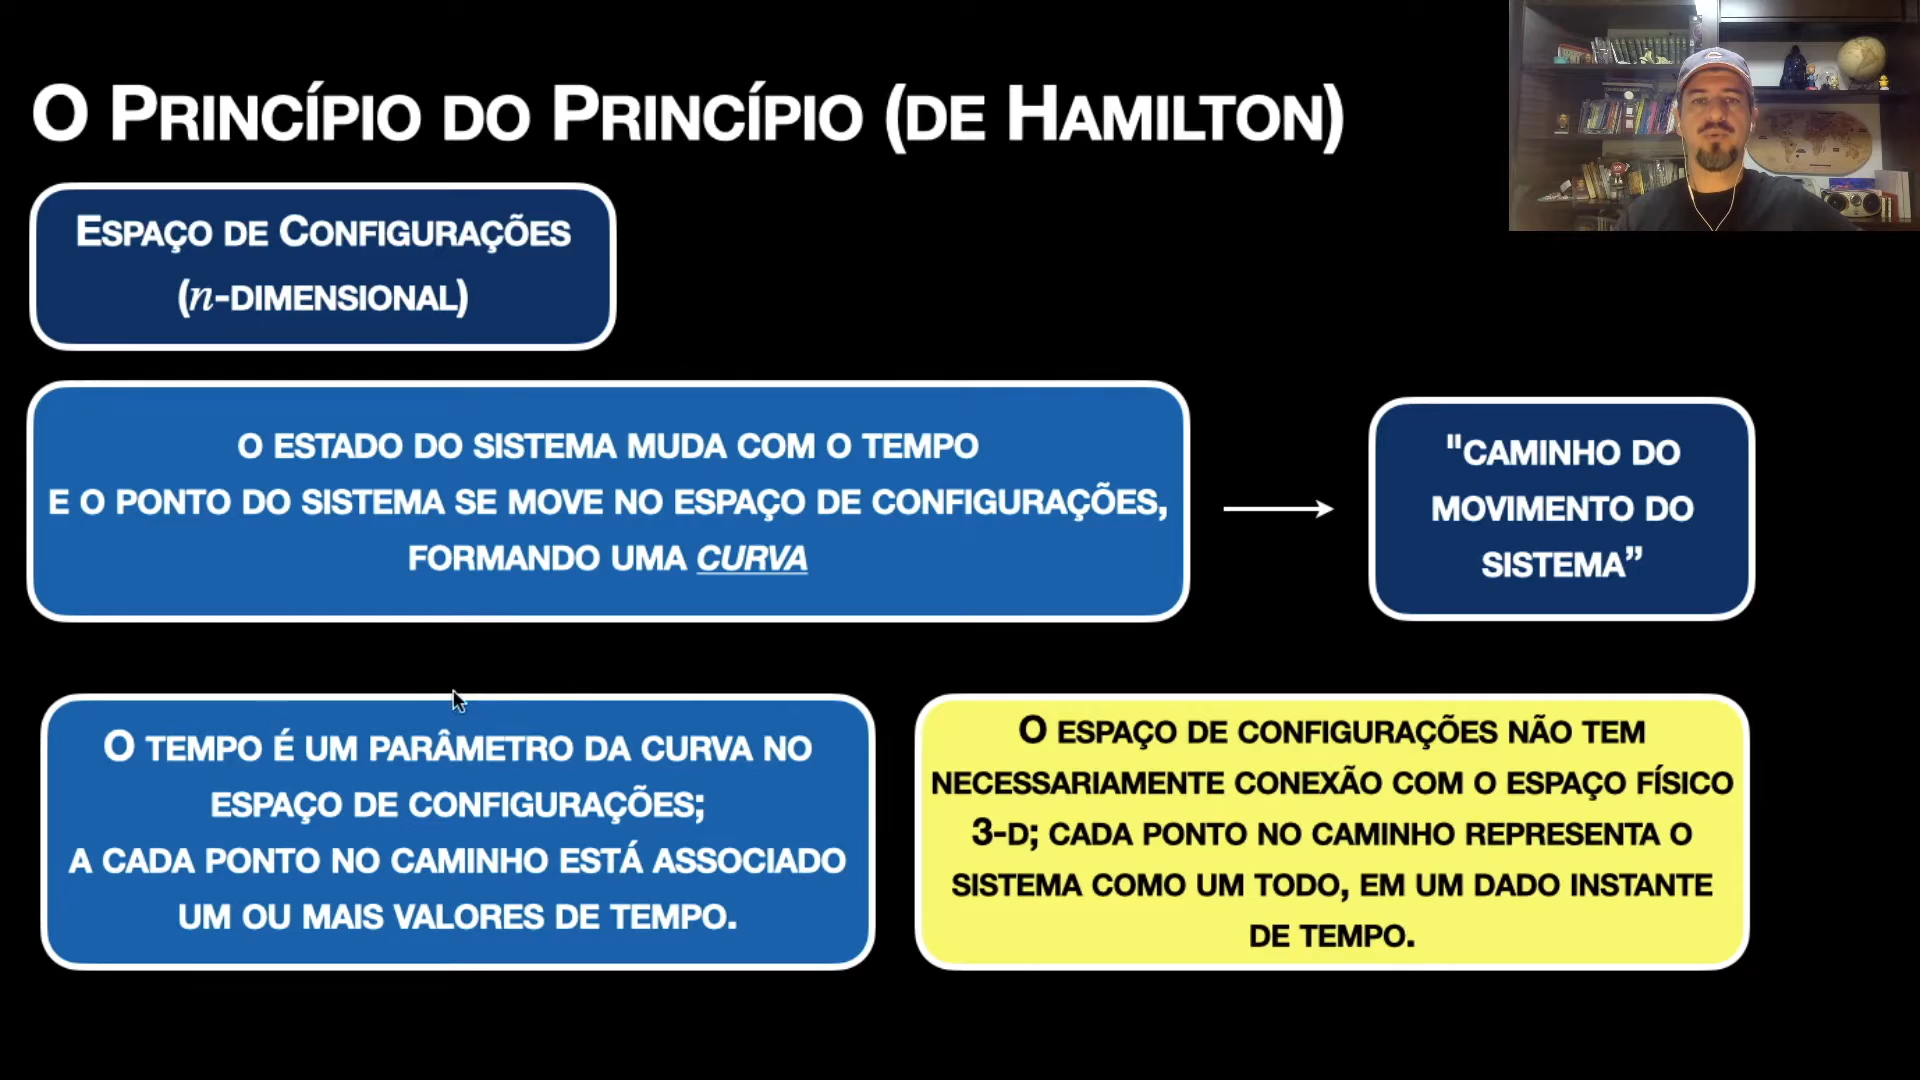 O Princípio do Princípio (de Hamilton)
Espaço de Configurações
(n-dimensional)
o estado do sistema muda com o tempo
e o ponto do sistema se move no espaço de configurações,
formando uma curva
"caminho do
movimento do
sistema”
O tempo é um parâmetro da curva no
espaço de configurações;
a cada ponto no caminho está associado
um ou mais valores de tempo.
O espaço de configurações não tem
necessariamente conexão com o espaço físico
3-d; cada ponto no caminho representa o
sistema como um todo, em um dado instante
de tempo.